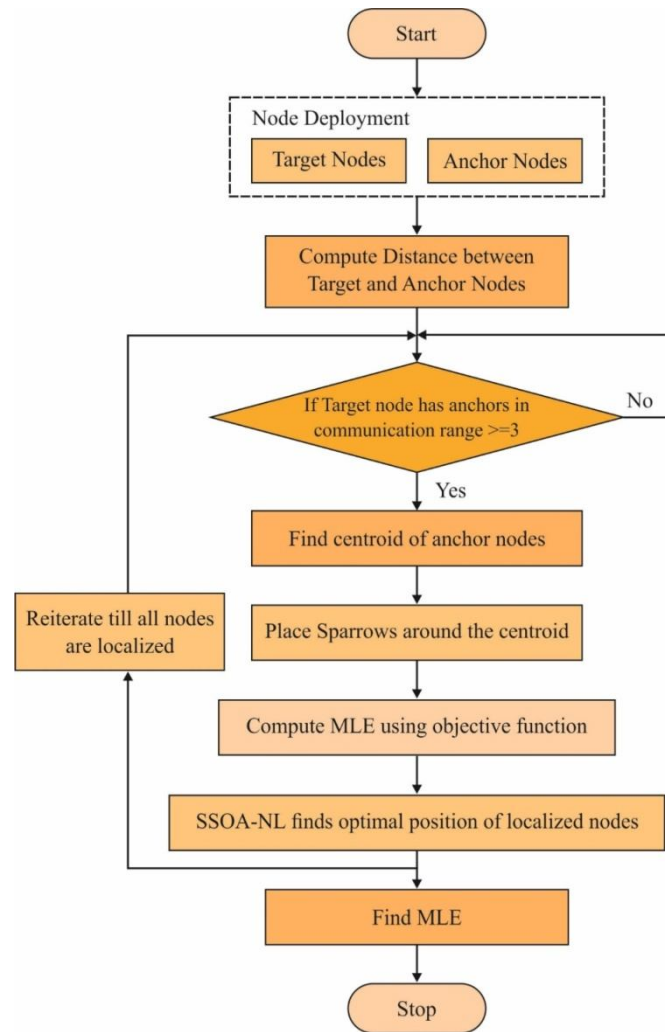 Start
Node Deployment
Target Nodes
Anchor Nodes
Compute Distance between
Target and Anchor Nodes
If Target node has anchors in
communication range >=3
No
Yes
Find centroid of anchor nodes
Reiterate till all nodes
are localized
Place Sparrows around the centroid
Compute MLE using objective function
SSOA-NL finds optimal position of localized nodes
Find MLE
Stop